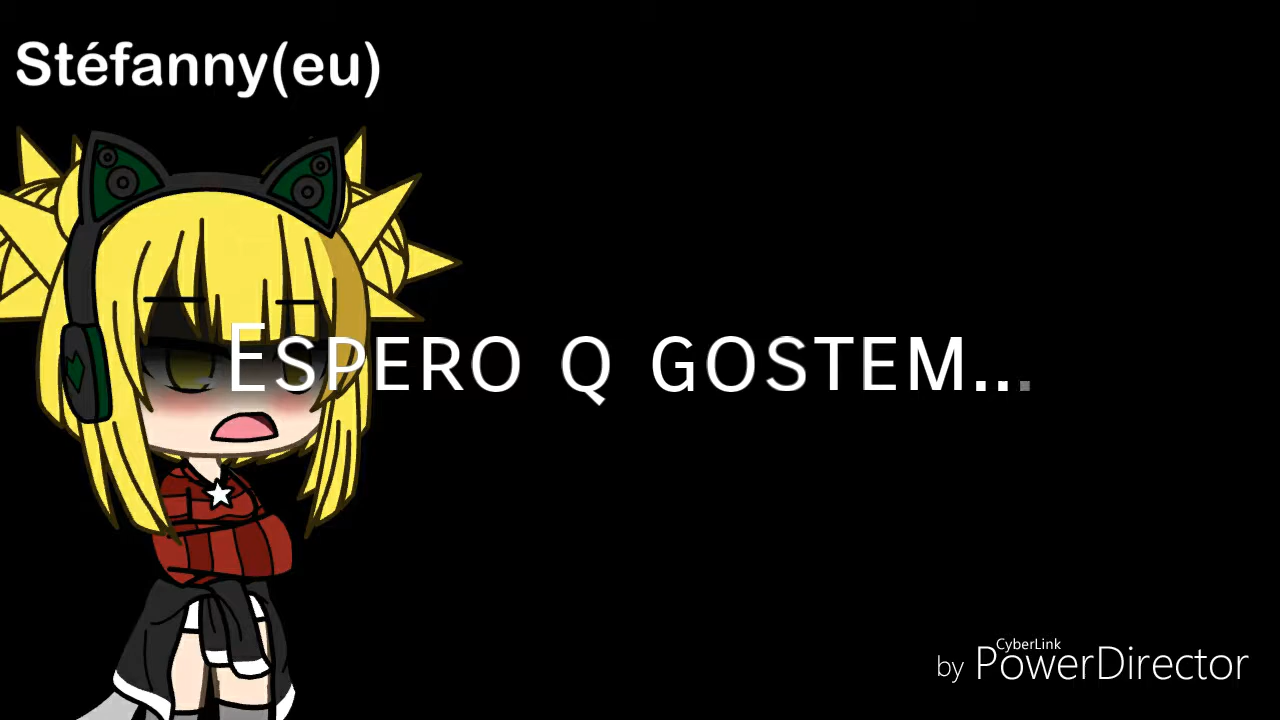 Stéfanny(eu)
ESPERO Q GOSTEM...
CyberLink
by PowerDirector